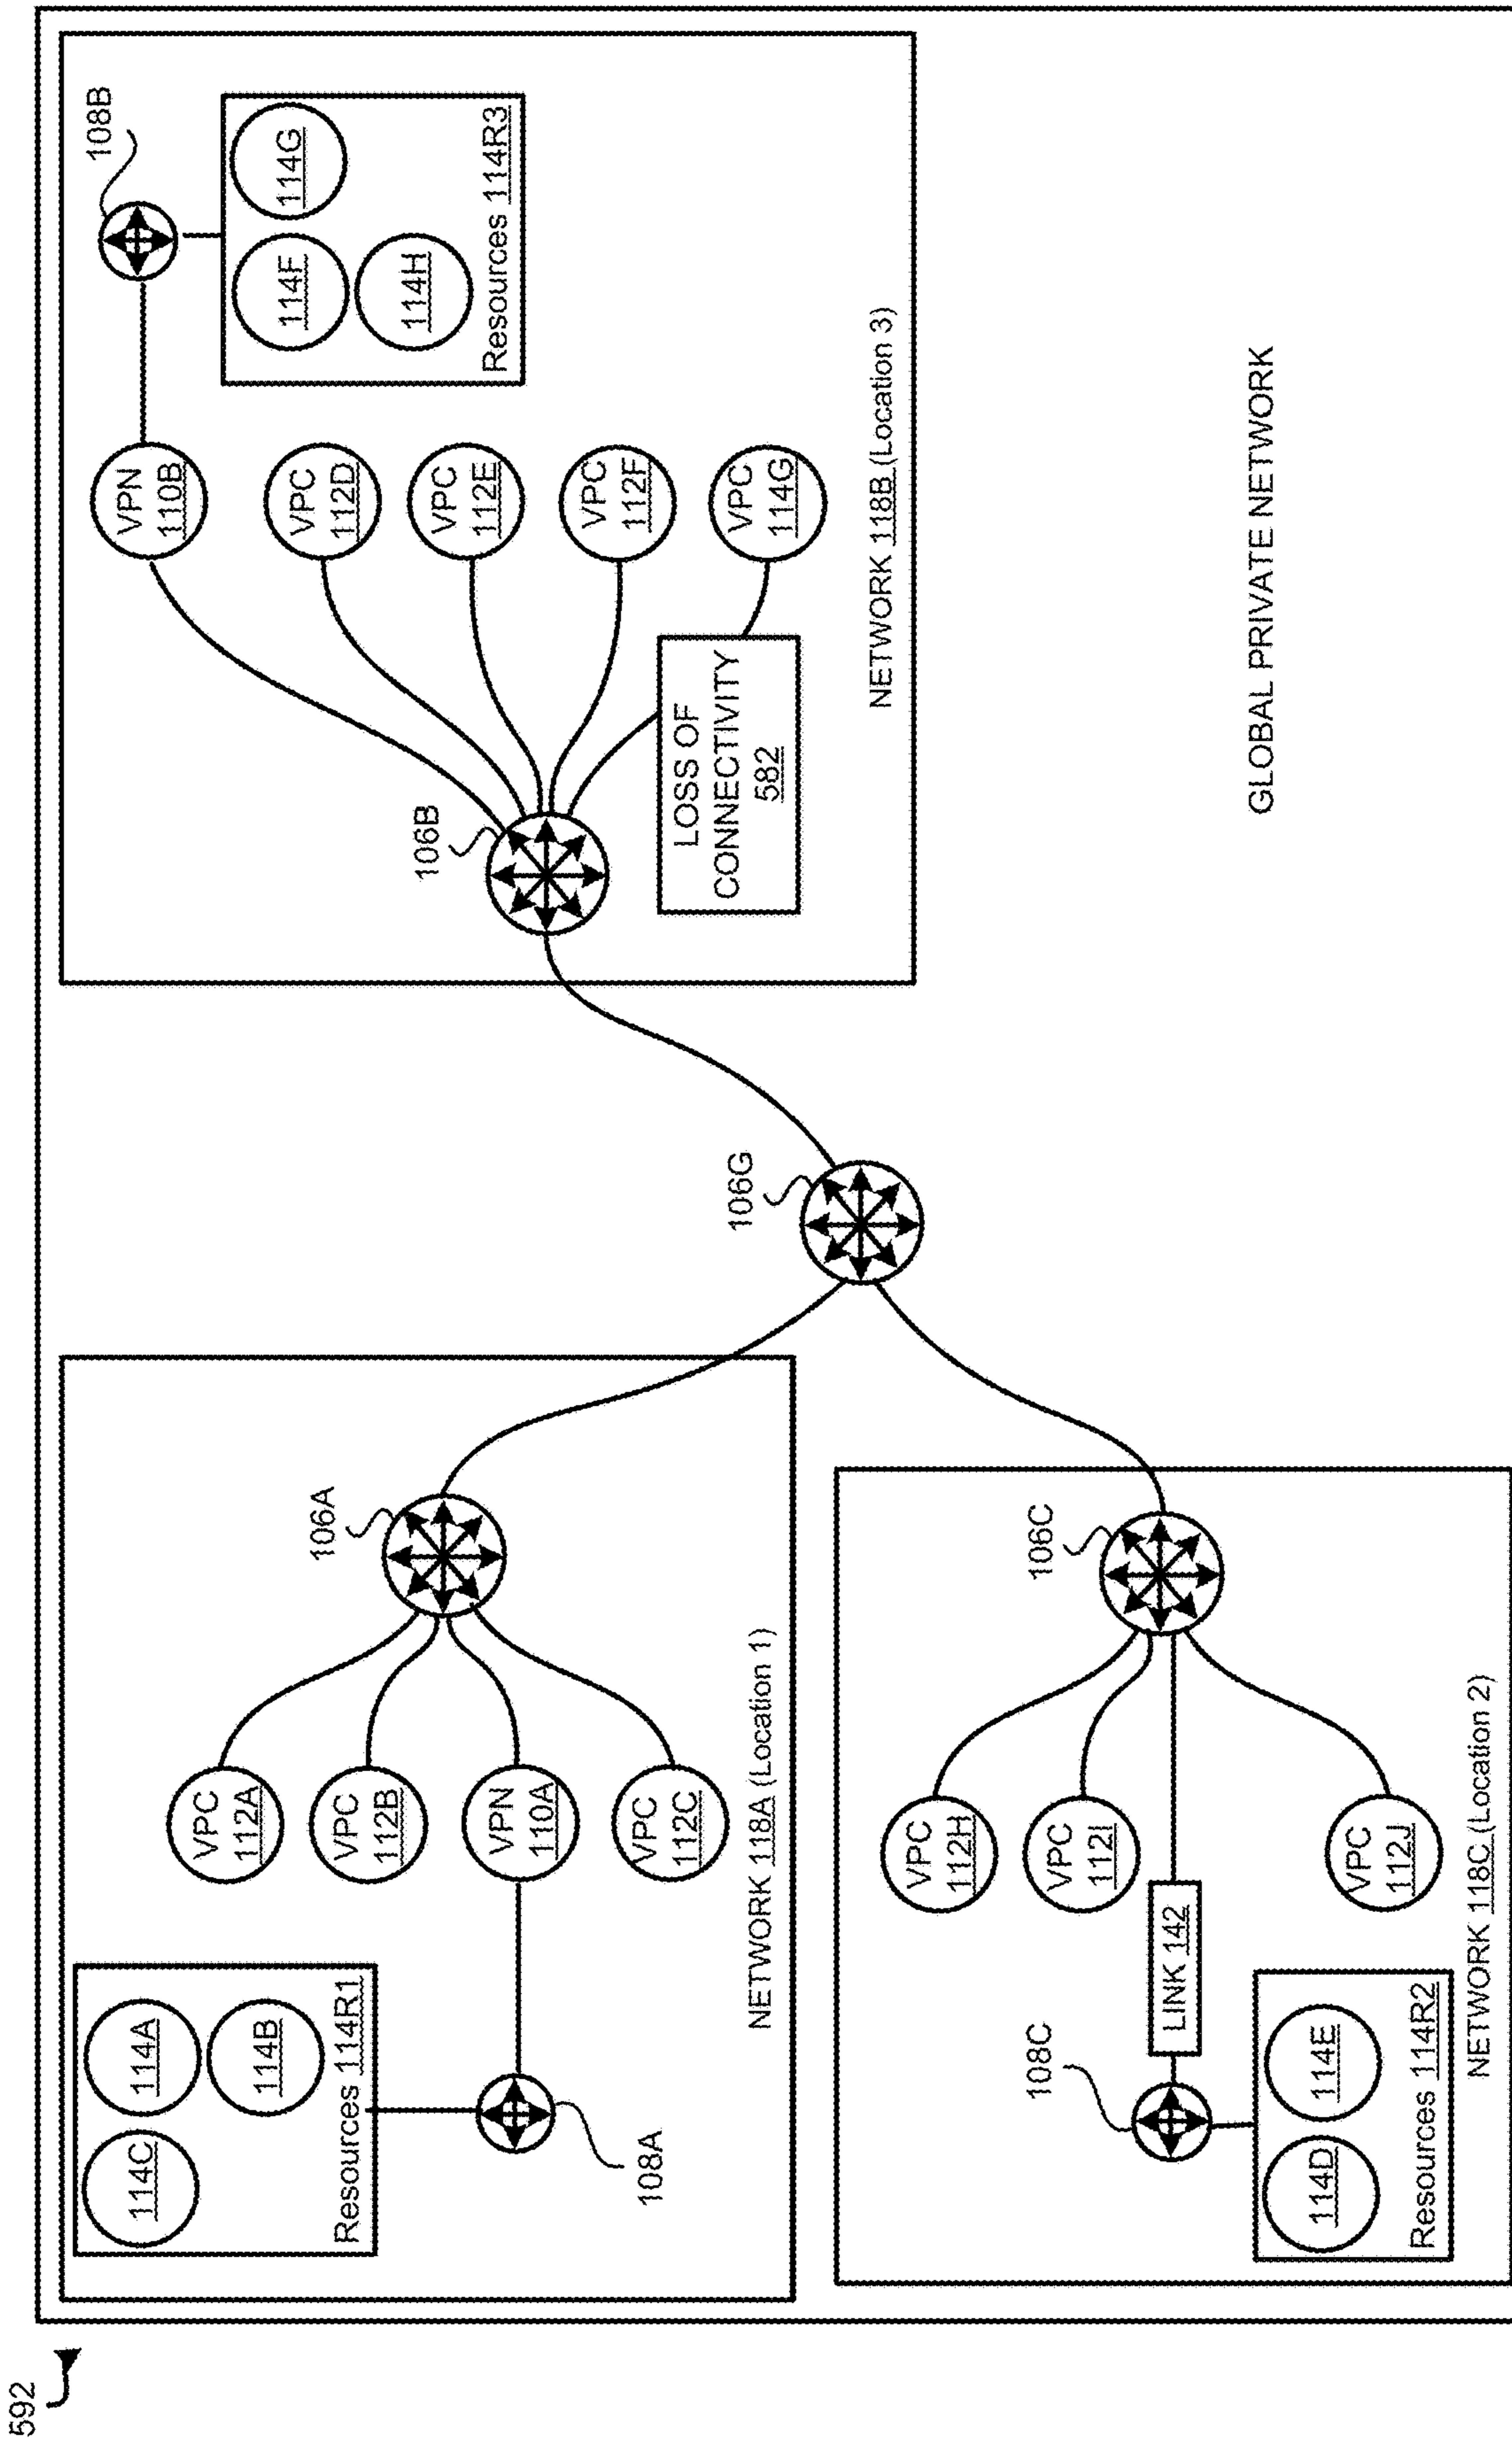 592
114C
114A
114B
Resources 114R1
108A
VPC
112A
VPC
112B
VPN
110A
VPC
112C
106A
NETWORK 118A (Location 1)
108B
114F
114G
114H
Resources 114R3
VPN
110B
VPC
112D
VPC
112E
VPC
112F
VPC
114G
106B
LOSS OF
CONNECTIVITY
582
NETWORK 118B (Location 3)
106G
VPC
112H
VPC
112I
LINK 142
VPC
112J
106C
108C
114D
114E
Resources 114R2
NETWORK 118C (Location 2)
GLOBAL PRIVATE NETWORK